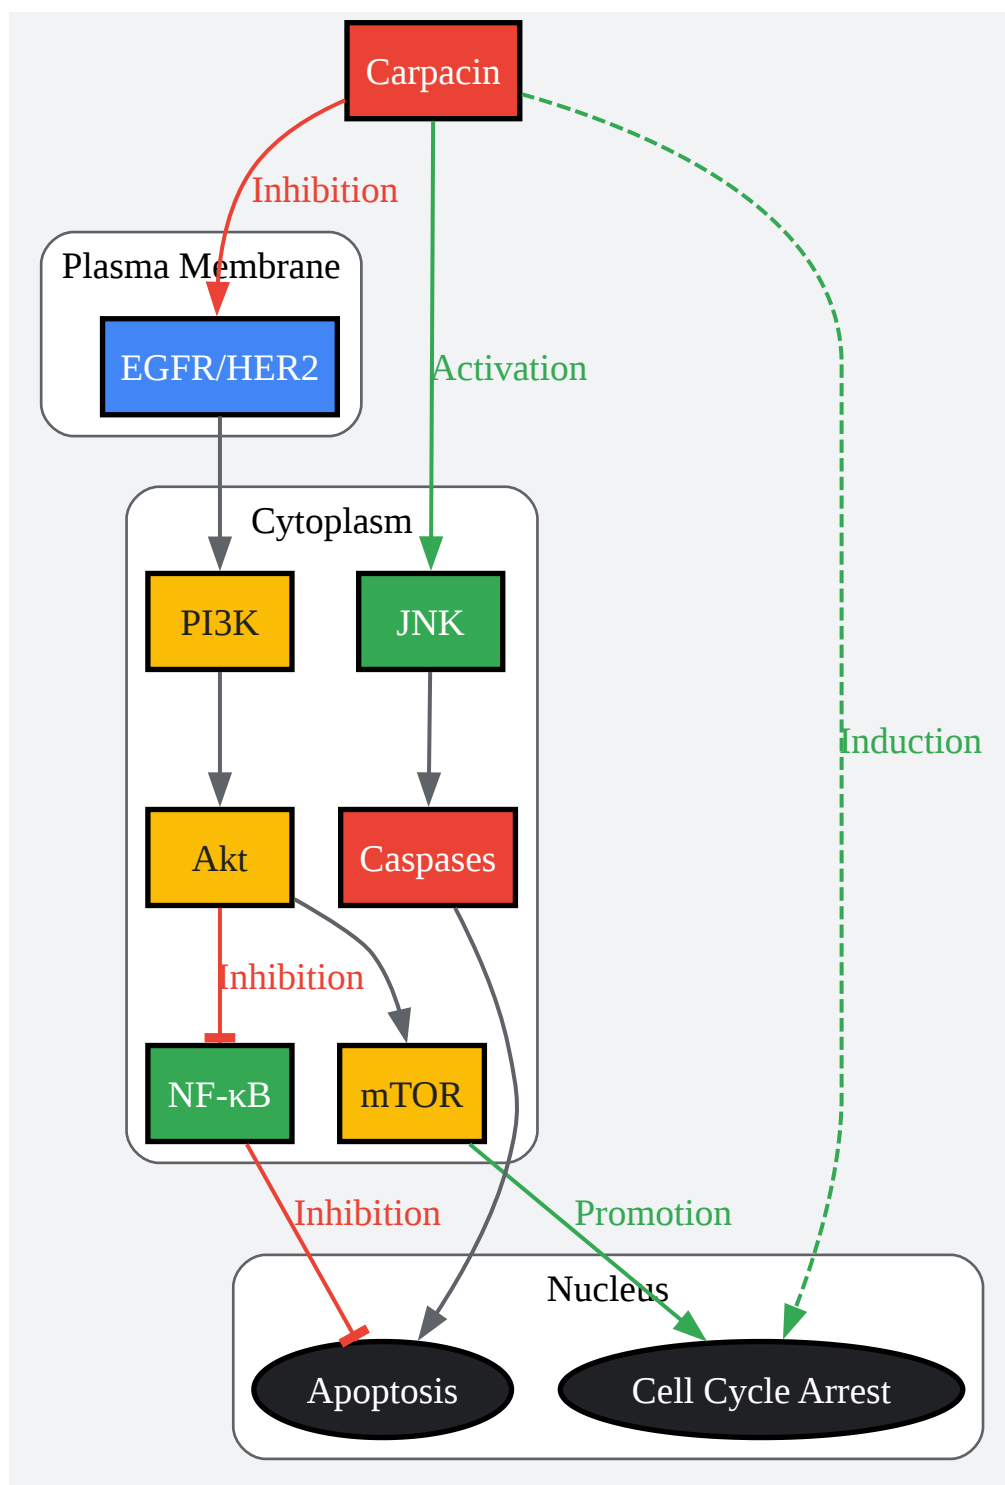 Carpacin
Inhibition
Plasma Membrane
EGFR/HER2
Activation
Cytoplasm
PI3K
JNK
Induction
Akt
Caspases
Inhibition
NF-κB
mTOR
Inhibition
Promotion
Nucleus
Apoptosis
Cell Cycle Arrest